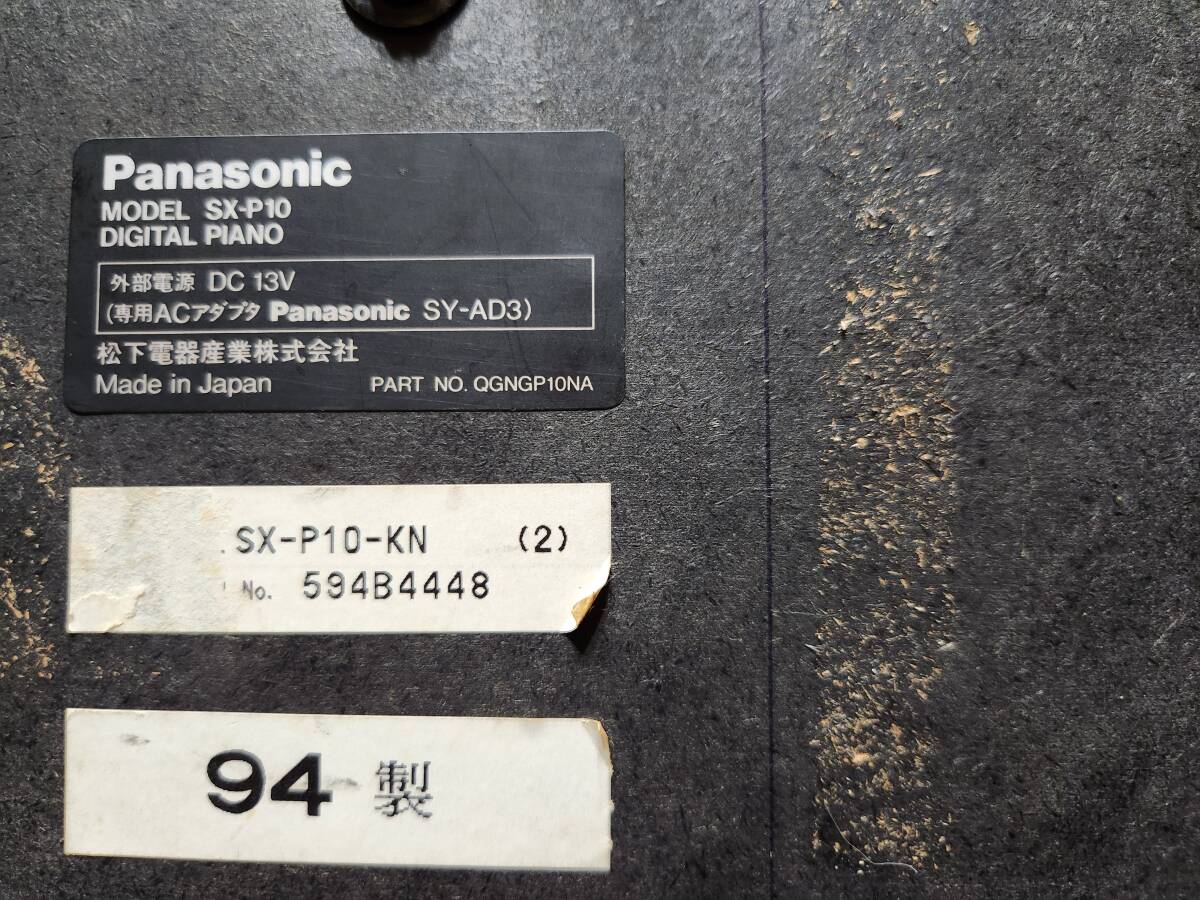 Panasonic
MODEL SX-P10
DIGITAL PIANO
外部電源 DC 13V
(専用ACアダプタ Panasonic SY-AD3)
松下電器産業株式会社
Made in Japan PART NO. QGNGP10NA
SX-P10-KN (2)
No. 594B4448
94 製